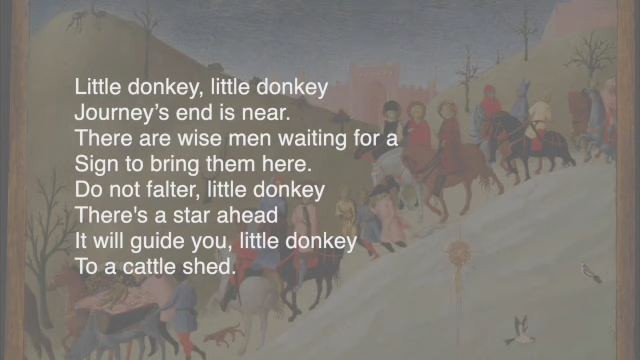 Little donkey, little donkey
Journey’s end is near.
There are wise men waiting for a
Sign to bring them here.
Do not falter, little donkey
There's a star ahead
It will guide you, little donkey
To a cattle shed.